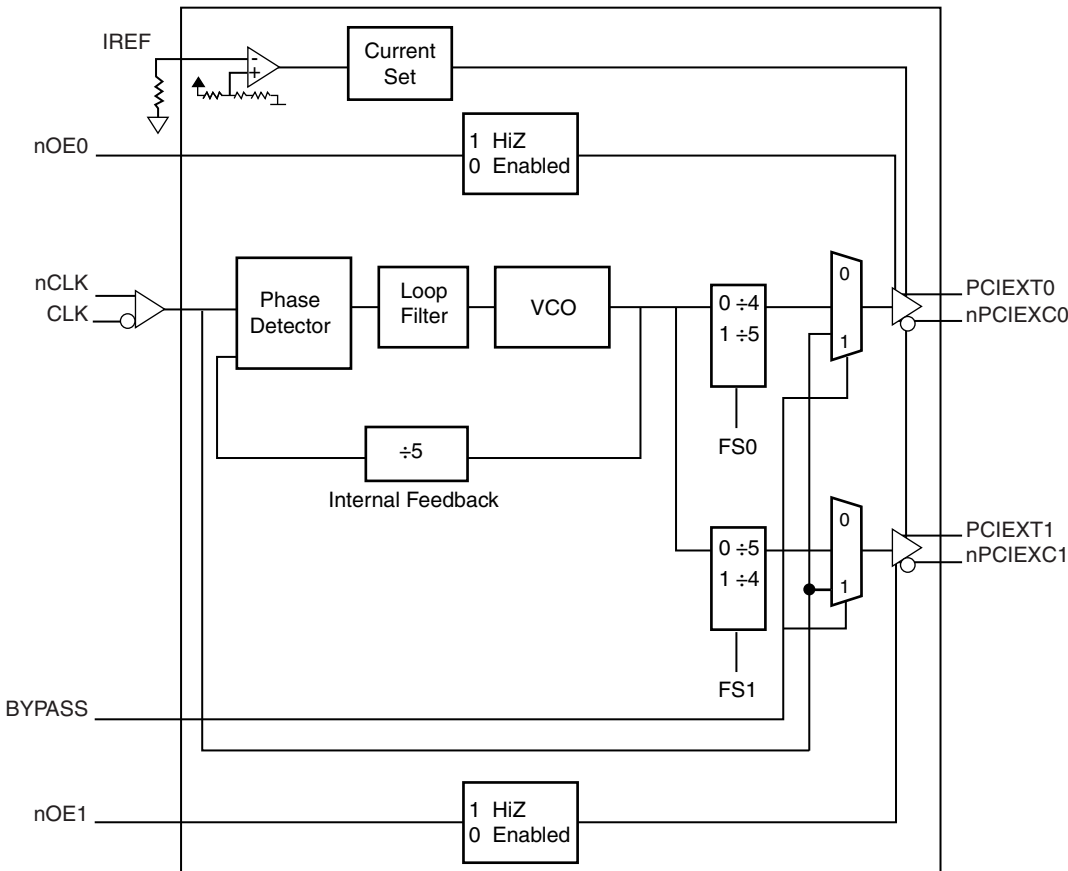 IREF
-
+
Current
Set
nOE0
1 HiZ
0 Enabled
nCLK
CLK
Phase
Detector
Loop
Filter
VCO
0 ÷4
1 ÷5
FS0
0
1
PCIEXT0
nPCIEXC0
÷5
Internal Feedback
0 ÷5
1 ÷4
FS1
0
1
PCIEXT1
nPCIEXC1
BYPASS
nOE1
1 HiZ
0 Enabled